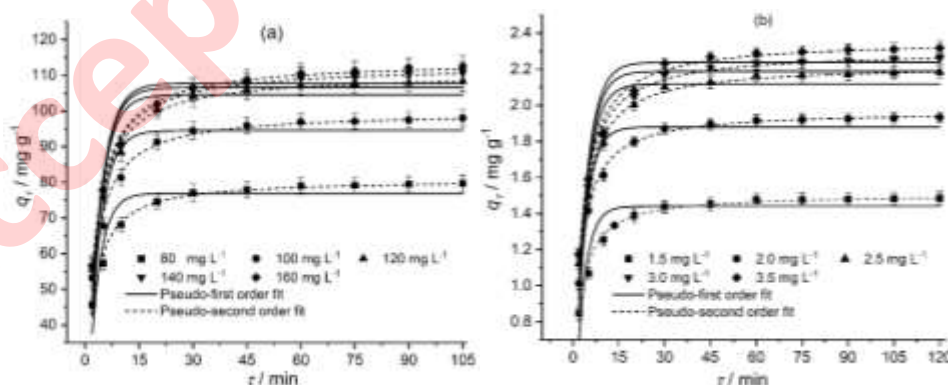 ccep
(a)
120
110
100
90
80
70
60
50
40
qt / mg g-1
■ 80 mg L-1 ● 100 mg L-1 ▲ 120 mg L-1
▼ 140 mg L-1 ◆ 160 mg L-1
Pseudo-first order fit
Pseudo-second order fit
0 15 30 45 60 75 90 105
τ / min
(b)
2.4
2.2
2.0
1.8
1.6
1.4
1.2
1.0
0.8
qt / mg g-1
■ 1.5 mg L-1 ● 2.0 mg L-1 ▲ 2.5 mg L-1
▼ 3.0 mg L-1 ◆ 3.5 mg L-1
Pseudo-first order fit
Pseudo-second order fit
0 15 30 45 60 75 90 105 120
τ / min